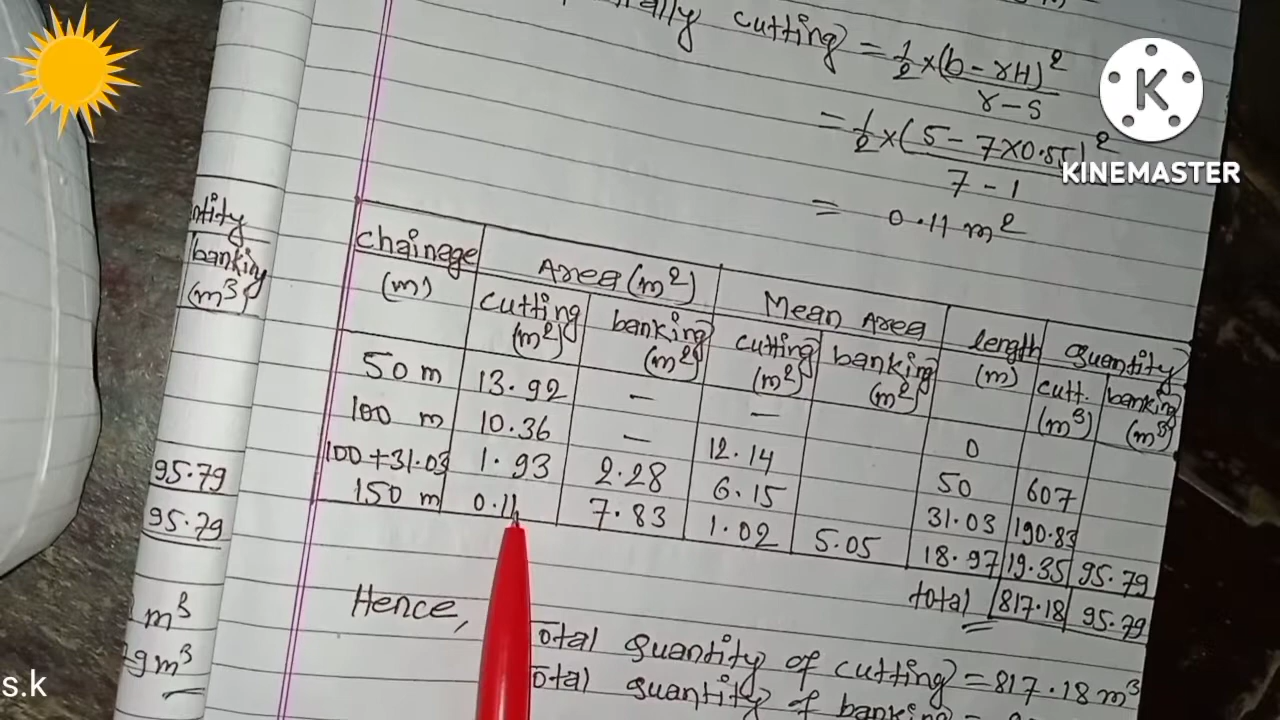 cutting = 1/2 × (b - rH)² / r - s
= 1/2 × (5 - 7×0.85)² / 7 - 1
= 0.11 m²
KINEMASTER
ntity
banking
(m³)
95.79
95.79
m³
9m³
chainage (m) | Area (m²) | Mean Area | length (m) | quantity
cutting (m²) | banking (m²) | cutting (m²) | banking (m²) | cutt. (m³) | banking (m³)
50 m | 13.92 | – | – | | 0
100 m | 10.36 | – | 12.14 | | 50 | 607
100+31.03 | 1.93 | 2.28 | 6.15 | | 31.03 | 190.83
150 m | 0.11 | 7.83 | 1.02 | 5.05 | 18.97 | 19.35 | 95.79
total | 817.18 | 95.79
Hence,
otal quantity of cutting = 817.18 m³
otal quantity of banking =
s.k